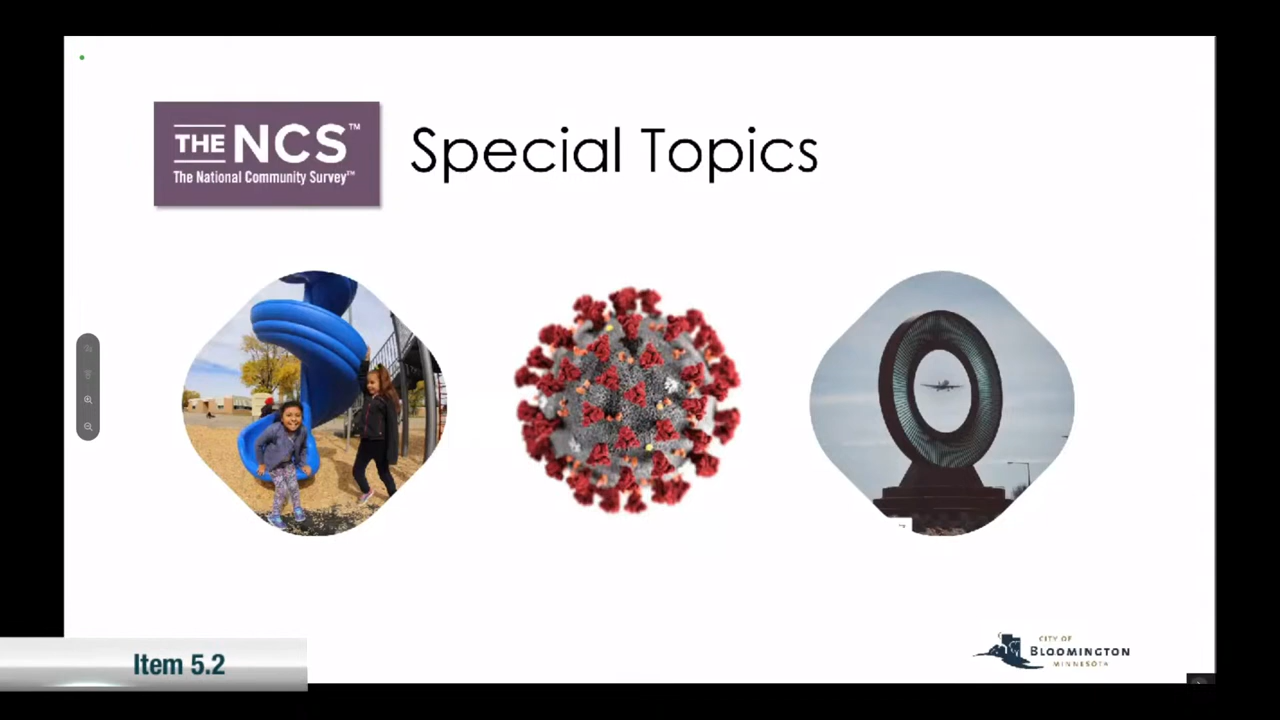 THE NCS™
The National Community Survey™
Special Topics
CITY OF
BLOOMINGTON
MINNESOTA
Item 5.2